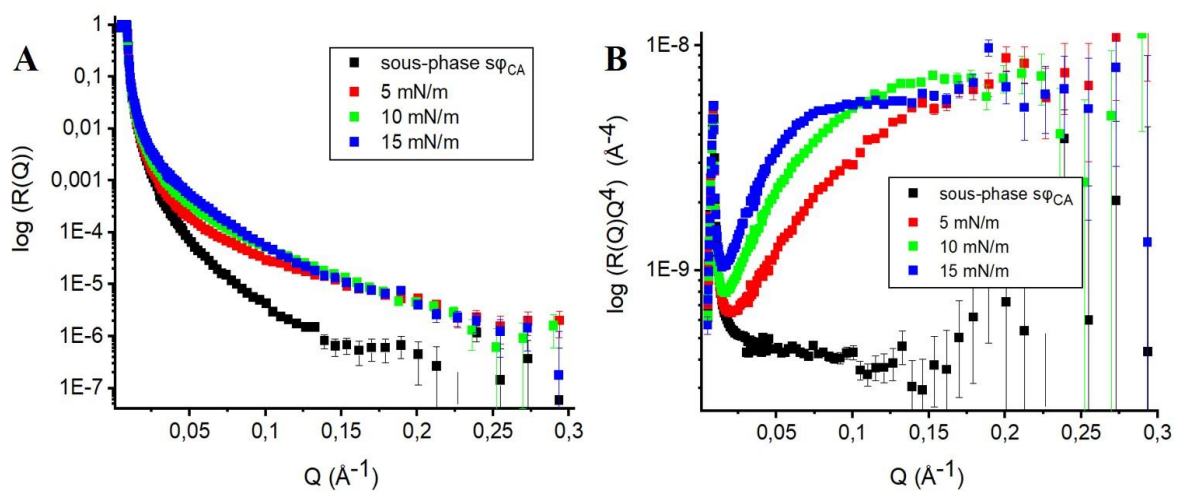 A
log (R(Q))
1
0,1
0,01
0,001
1E-4
1E-5
1E-6
1E-7
sous-phase sφCA
5 mN/m
10 mN/m
15 mN/m
0,05 0,1 0,15 0,2 0,25 0,3
Q (Å-1)
B
log (R(Q)Q4) (Å-4)
1E-8
1E-9
sous-phase sφCA
5 mN/m
10 mN/m
15 mN/m
0,05 0,1 0,15 0,2 0,25 0,3
Q (Å-1)